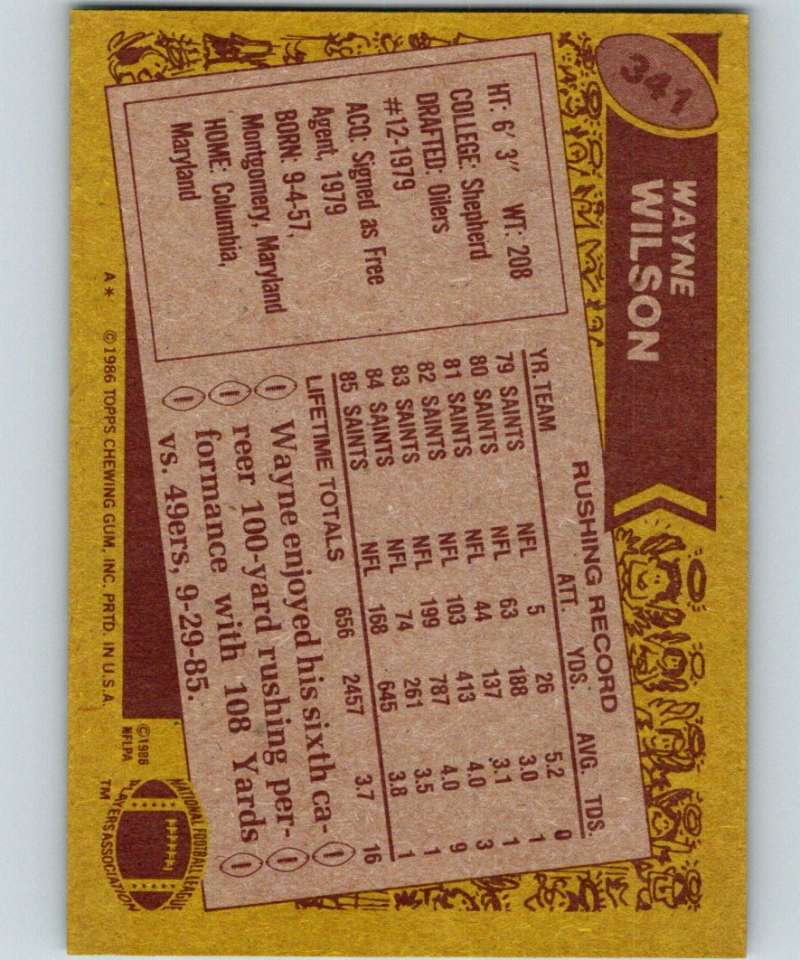 341
WAYNE
WILSON
HT: 6' 3" WT: 208
COLLEGE: Shepherd
DRAFTED: Oilers
#12-1979
ACQ: Signed as Free
Agent, 1979
BORN: 9-4-57,
Montgomery, Maryland
HOME: Columbia,
Maryland
RUSHING RECORD
YR. TEAM ATT. YDS. AVG. TDS.
79 SAINTS NFL 5 26 5.2 0
80 SAINTS NFL 63 188 3.0 1
81 SAINTS NFL 44 137 3.1 1
82 SAINTS NFL 103 413 4.0 3
83 SAINTS NFL 199 787 4.0 9
84 SAINTS NFL 74 261 3.5 1
85 SAINTS NFL 168 645 3.8 1
LIFETIME TOTALS 656 2457 3.7 16
Wayne enjoyed his sixth ca-
reer 100-yard rushing per-
formance with 108 Yards
vs. 49ers, 9-29-85.
A* © 1986 TOPPS CHEWING GUM, INC. PRTD. IN U.S.A.
© 1986
NFLPA
NATIONAL FOOTBALL LEAGUE
PLAYERS ASSOCIATION
TM